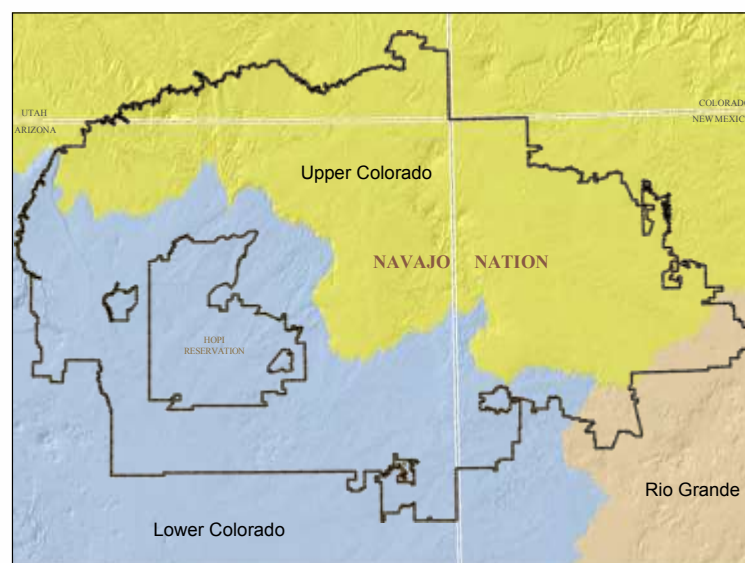 UTAH
ARIZONA
COLORADO
NEW MEXICO
Upper Colorado
NAVAJO NATION
HOPI
RESERVATION
Rio Grande
Lower Colorado